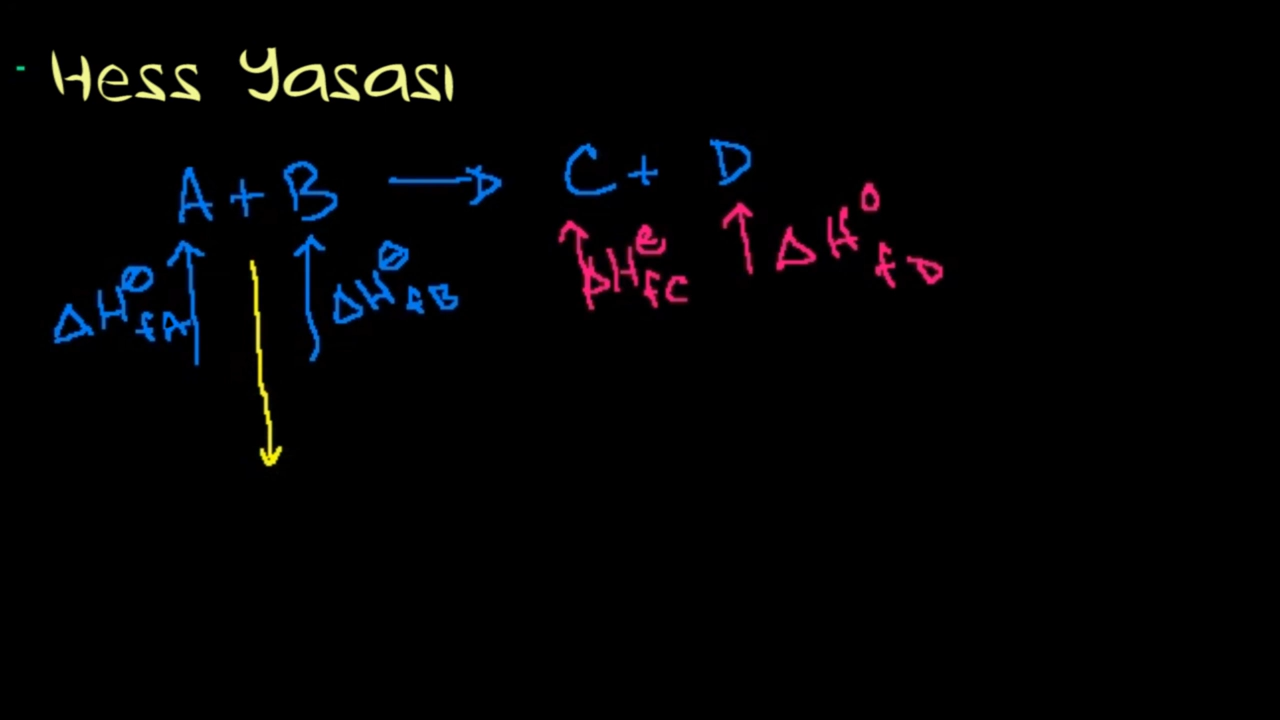 Hess Yasası
A + B → C + D
ΔH°fA ΔH°fB ΔH°fC ΔH°fD